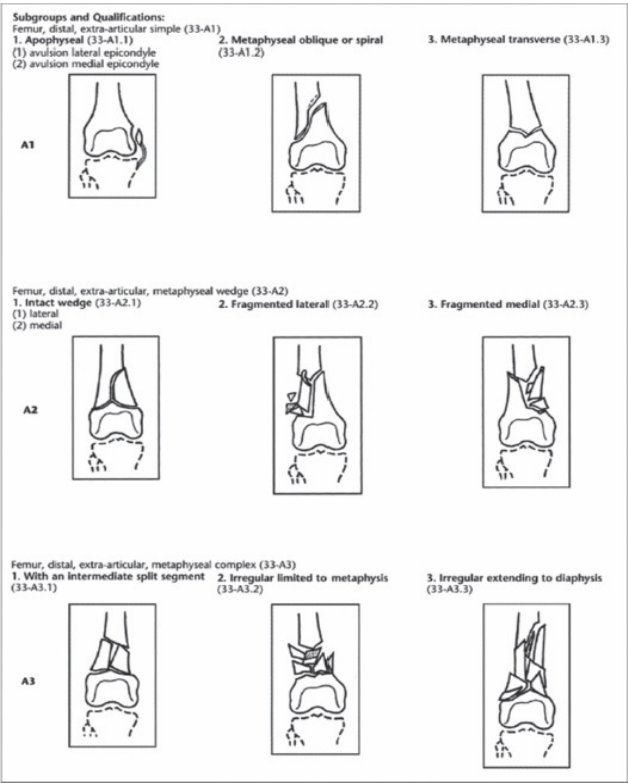 Subgroups and Qualifications:
Femur, distal, extra-articular simple (33-A1)
1. Apophyseal (33-A1.1)
(1) avulsion lateral epicondyle
(2) avulsion medial epicondyle
2. Metaphyseal oblique or spiral
(33-A1.2)
3. Metaphyseal transverse (33-A1.3)
A1
Femur, distal, extra-articular, metaphyseal wedge (33-A2)
1. Intact wedge (33-A2.1)
(1) lateral
(2) medial
2. Fragmented laterall (33-A2.2)
3. Fragmented medial (33-A2.3)
A2
Femur, distal, extra-articular, metaphyseal complex (33-A3)
1. With an intermediate split segment
(33-A3.1)
2. Irregular limited to metaphysis
(33-A3.2)
3. Irregular extending to diaphysis
(33-A3.3)
A3